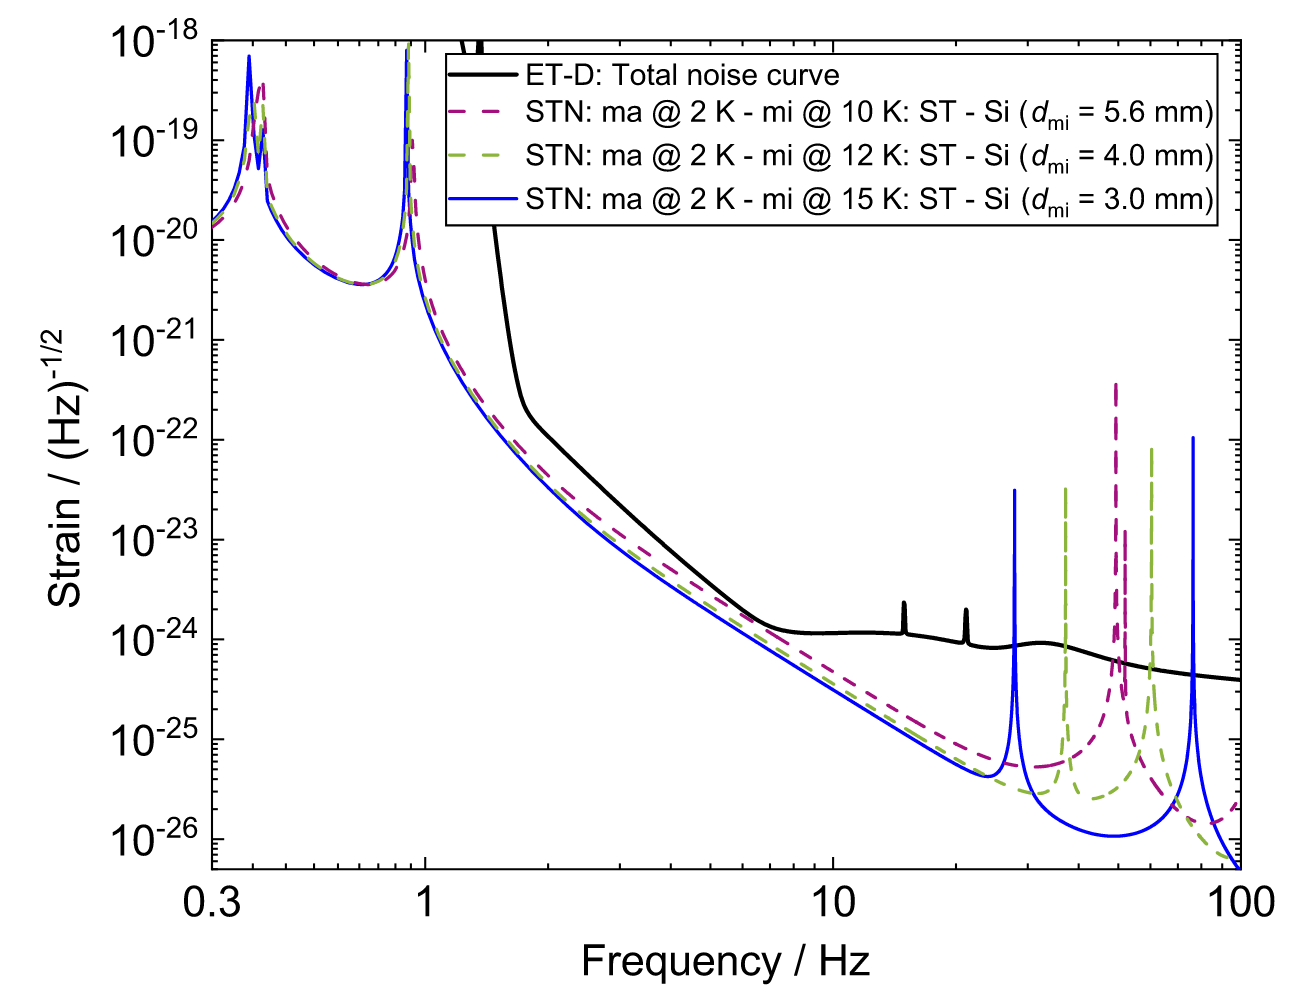 10-18
10-19
10-20
10-21
10-22
10-23
10-24
10-25
10-26
Strain / (Hz)-1/2
ET-D: Total noise curve
STN: ma @ 2 K - mi @ 10 K: ST - Si (dmi = 5.6 mm)
STN: ma @ 2 K - mi @ 12 K: ST - Si (dmi = 4.0 mm)
STN: ma @ 2 K - mi @ 15 K: ST - Si (dmi = 3.0 mm)
0.3 1 10 100
Frequency / Hz